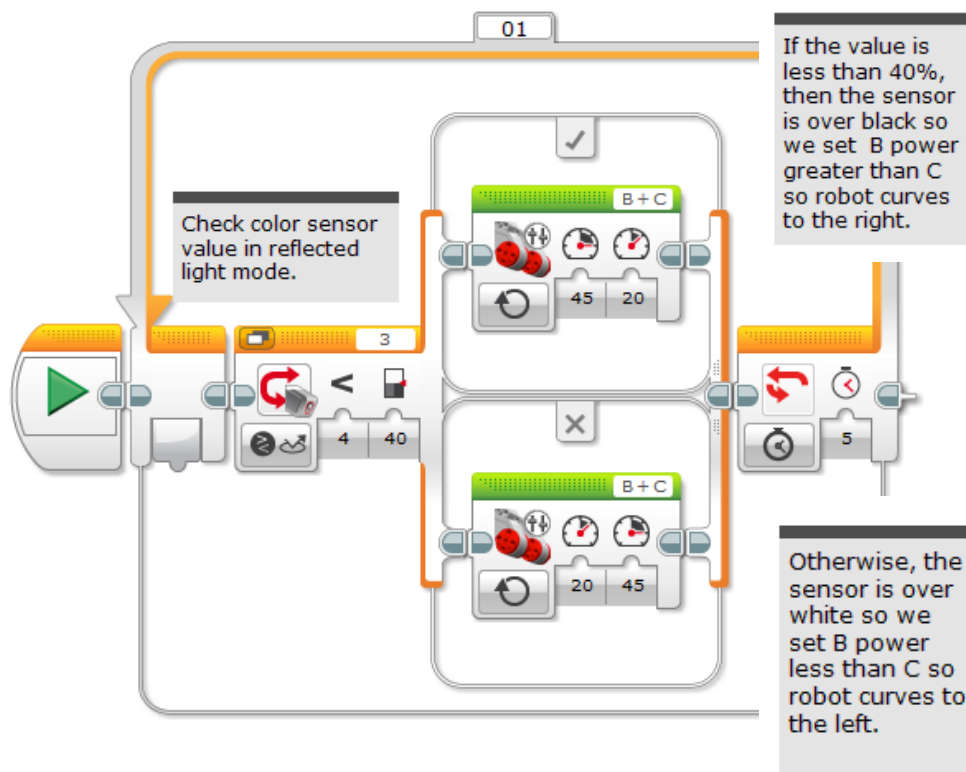 01
If the value is
less than 40%,
then the sensor
is over black so
we set B power
greater than C
so robot curves
to the right.
Check color sensor
value in reflected
light mode.
B+C
45 20
3
<
4 40
5
B+C
20 45
Otherwise, the
sensor is over
white so we
set B power
less than C so
robot curves to
the left.